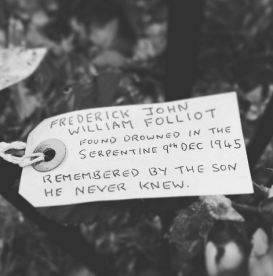 FREDERICK JOHN
WILLIAM FOLLIOT
FOUND DROWNED IN THE
SERPENTINE 9th DEC 1945
REMEMBERED BY THE SON
HE NEVER KNEW.